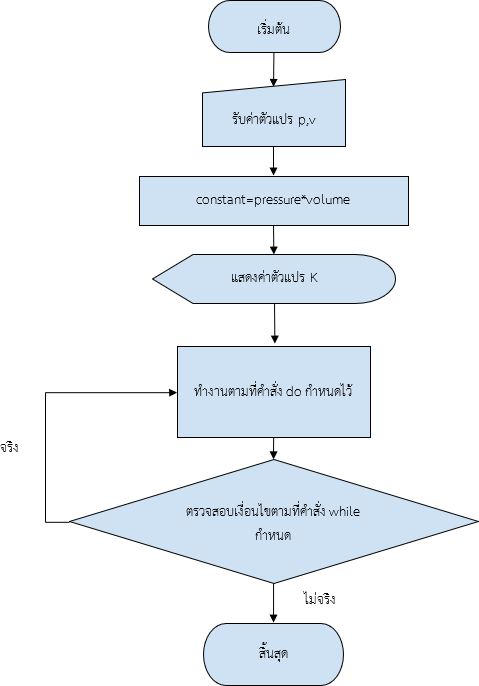 เริ่มต้น
รับค่าตัวแปร p,v
constant=pressure*volume
แสดงค่าตัวแปร K
ทำงานตามที่คำสั่ง do กำหนดไว้
จริง
ตรวจสอบเงื่อนไขตามที่คำสั่ง while
กำหนด
ไม่จริง
สิ้นสุด